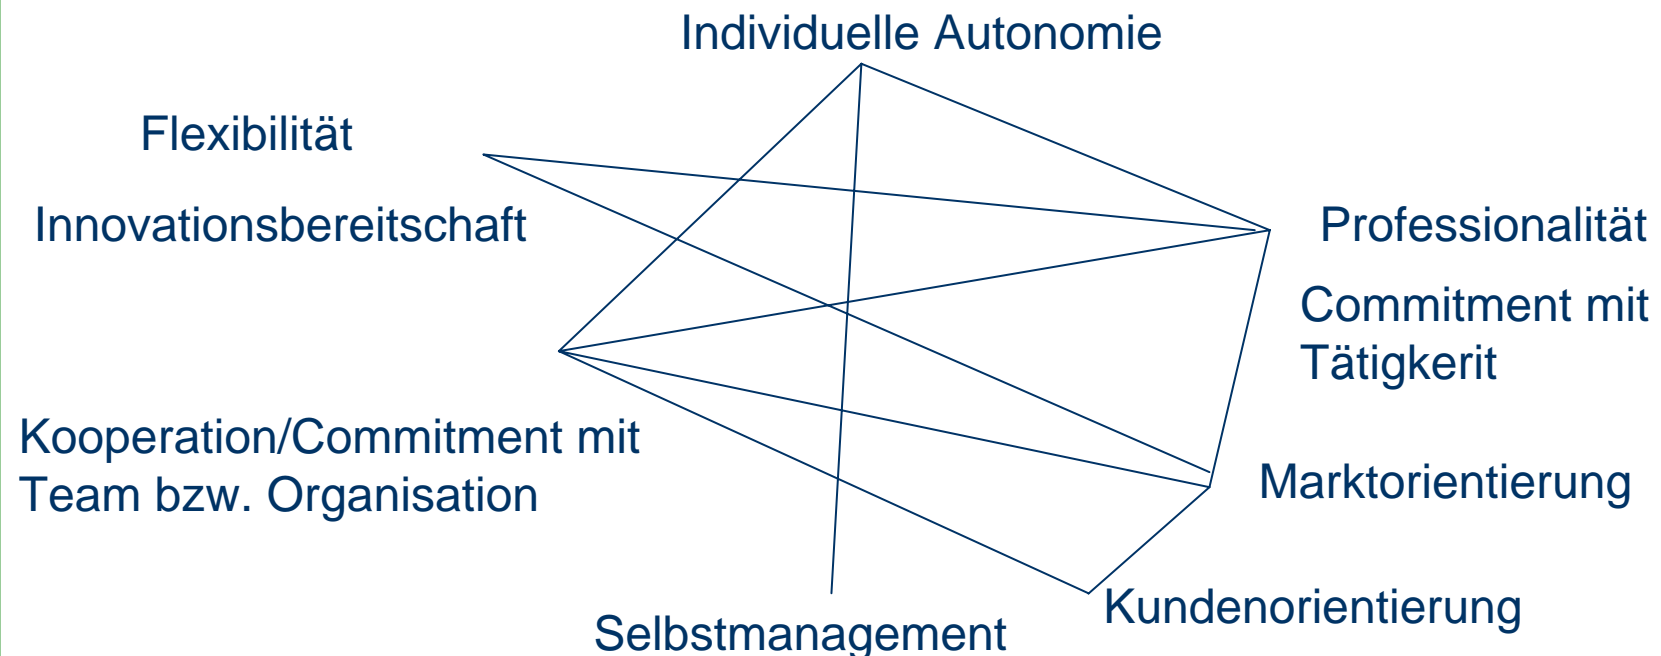 Individuelle Autonomie
Flexibilität
Innovationsbereitschaft
Professionalität
Commitment mit
Tätigkerit
Kooperation/Commitment mit
Team bzw. Organisation
Marktorientierung
Kundenorientierung
Selbstmanagement